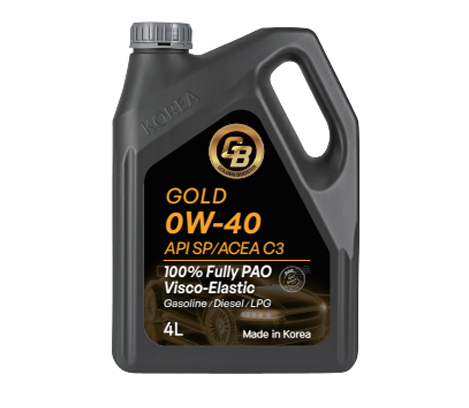 KOREA
GB
GOLD
0W-40
API SP/ACEA C3
100% Fully PAO
Visco-Elastic
Gasoline / Diesel / LPG
4L
Made in Korea